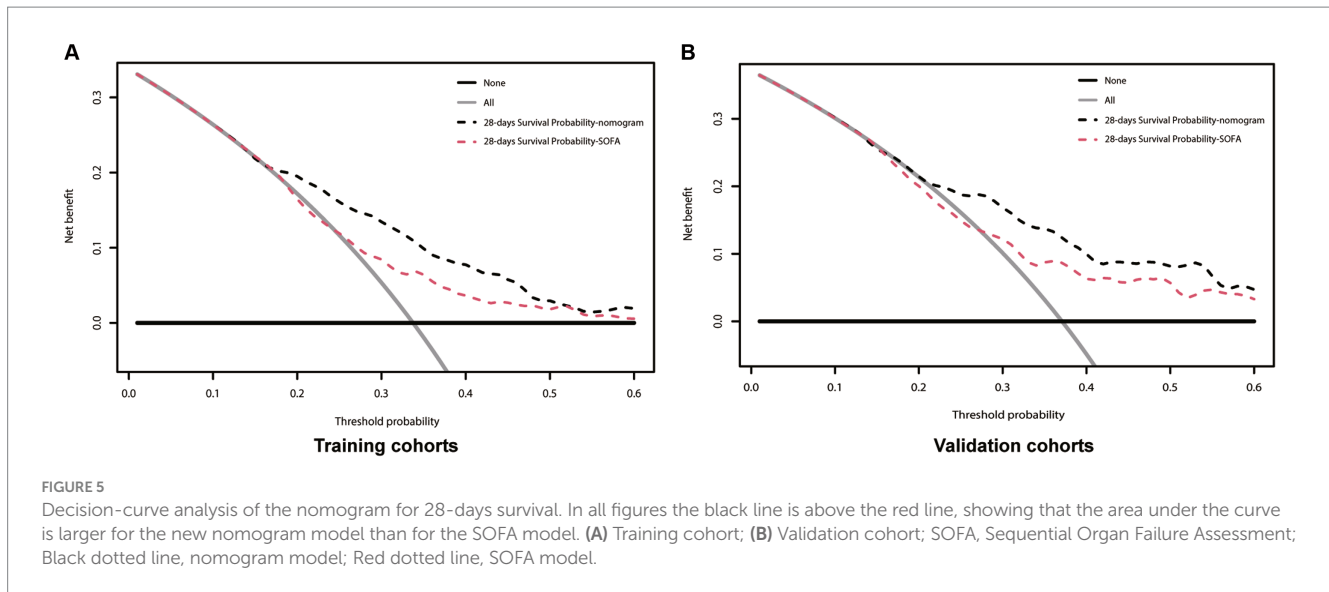 A
None
All
28-days Survival Probability-nomogram
28-days Survival Probability-SOFA
Net benefit
0.3
0.2
0.1
0.0
0.0 0.1 0.2 0.3 0.4 0.5 0.6
Threshold probability
Training cohorts
B
None
All
28-days Survival Probability-nomogram
28-days Survival Probability-SOFA
Net benefit
0.3
0.2
0.1
0.0
0.0 0.1 0.2 0.3 0.4 0.5 0.6
Threshold probability
Validation cohorts
FIGURE 5
Decision-curve analysis of the nomogram for 28-days survival. In all figures the black line is above the red line, showing that the area under the curve
is larger for the new nomogram model than for the SOFA model. (A) Training cohort; (B) Validation cohort; SOFA, Sequential Organ Failure Assessment;
Black dotted line, nomogram model; Red dotted line, SOFA model.